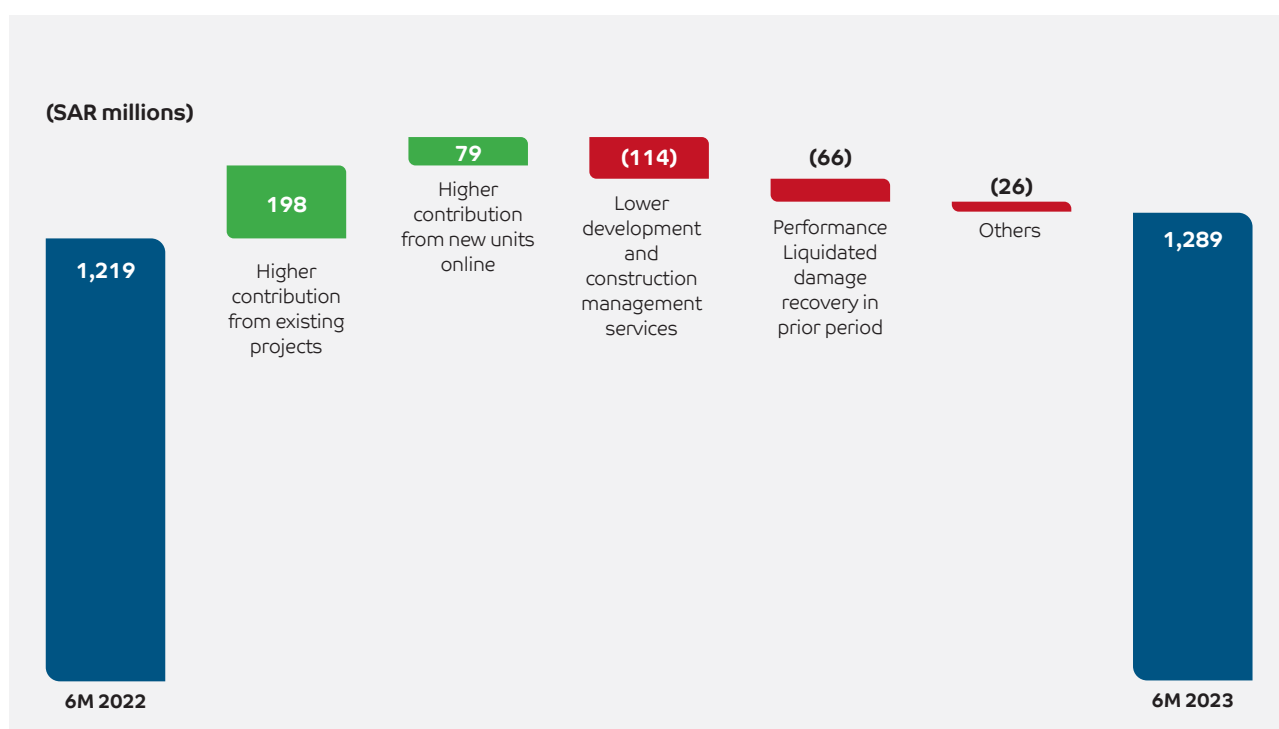 (SAR millions)
1,219
6M 2022
198
Higher
contribution
from existing
projects
79
Higher
contribution
from new units
online
(114)
Lower
development
and
construction
management
services
(66)
Performance
Liquidated
damage
recovery in
prior period
(26)
Others
1,289
6M 2023